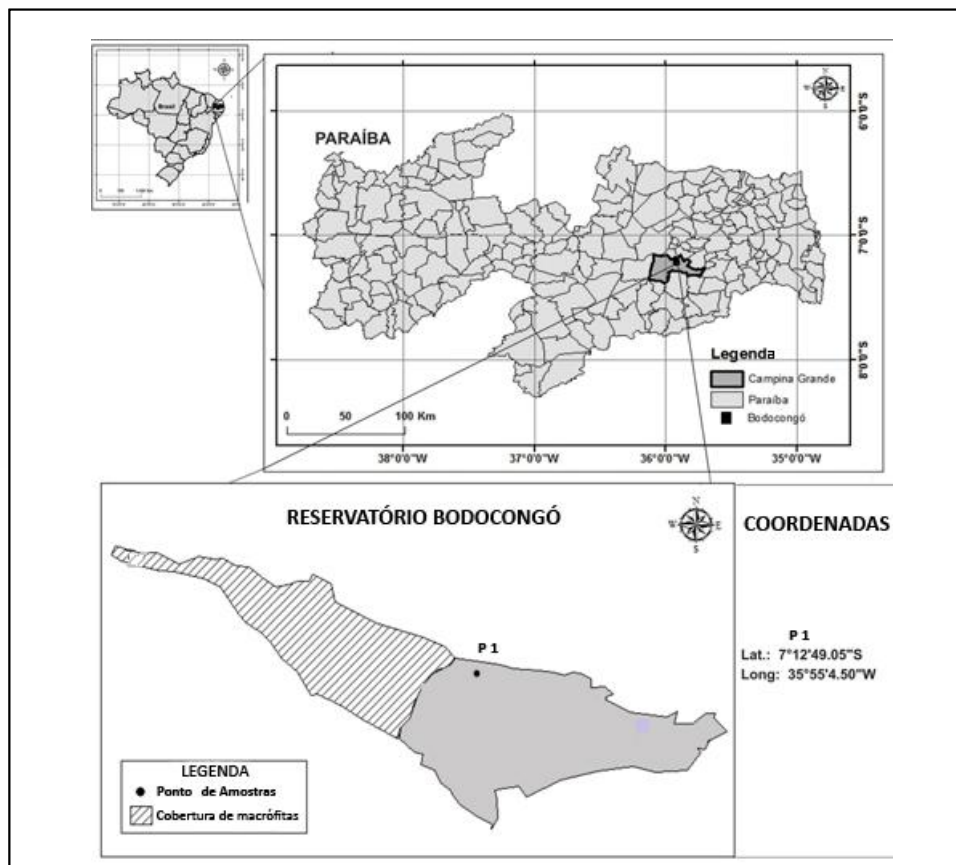 Brasil
PARAÍBA
6°0'0"S
7°0'0"S
8°0'0"S
Legenda
Campina Grande
Paraíba
Bodocongó
0 50 100 Km
38°0'0"W 37°0'0"W 36°0'0"W 35°0'0"W
RESERVATÓRIO BODOCONGÓ
N
W E
S
COORDENADAS
P 1
P 1
Lat.: 7°12'49.05"S
Long: 35°55'4.50"W
LEGENDA
Ponto de Amostras
Cobertura de macrófitas